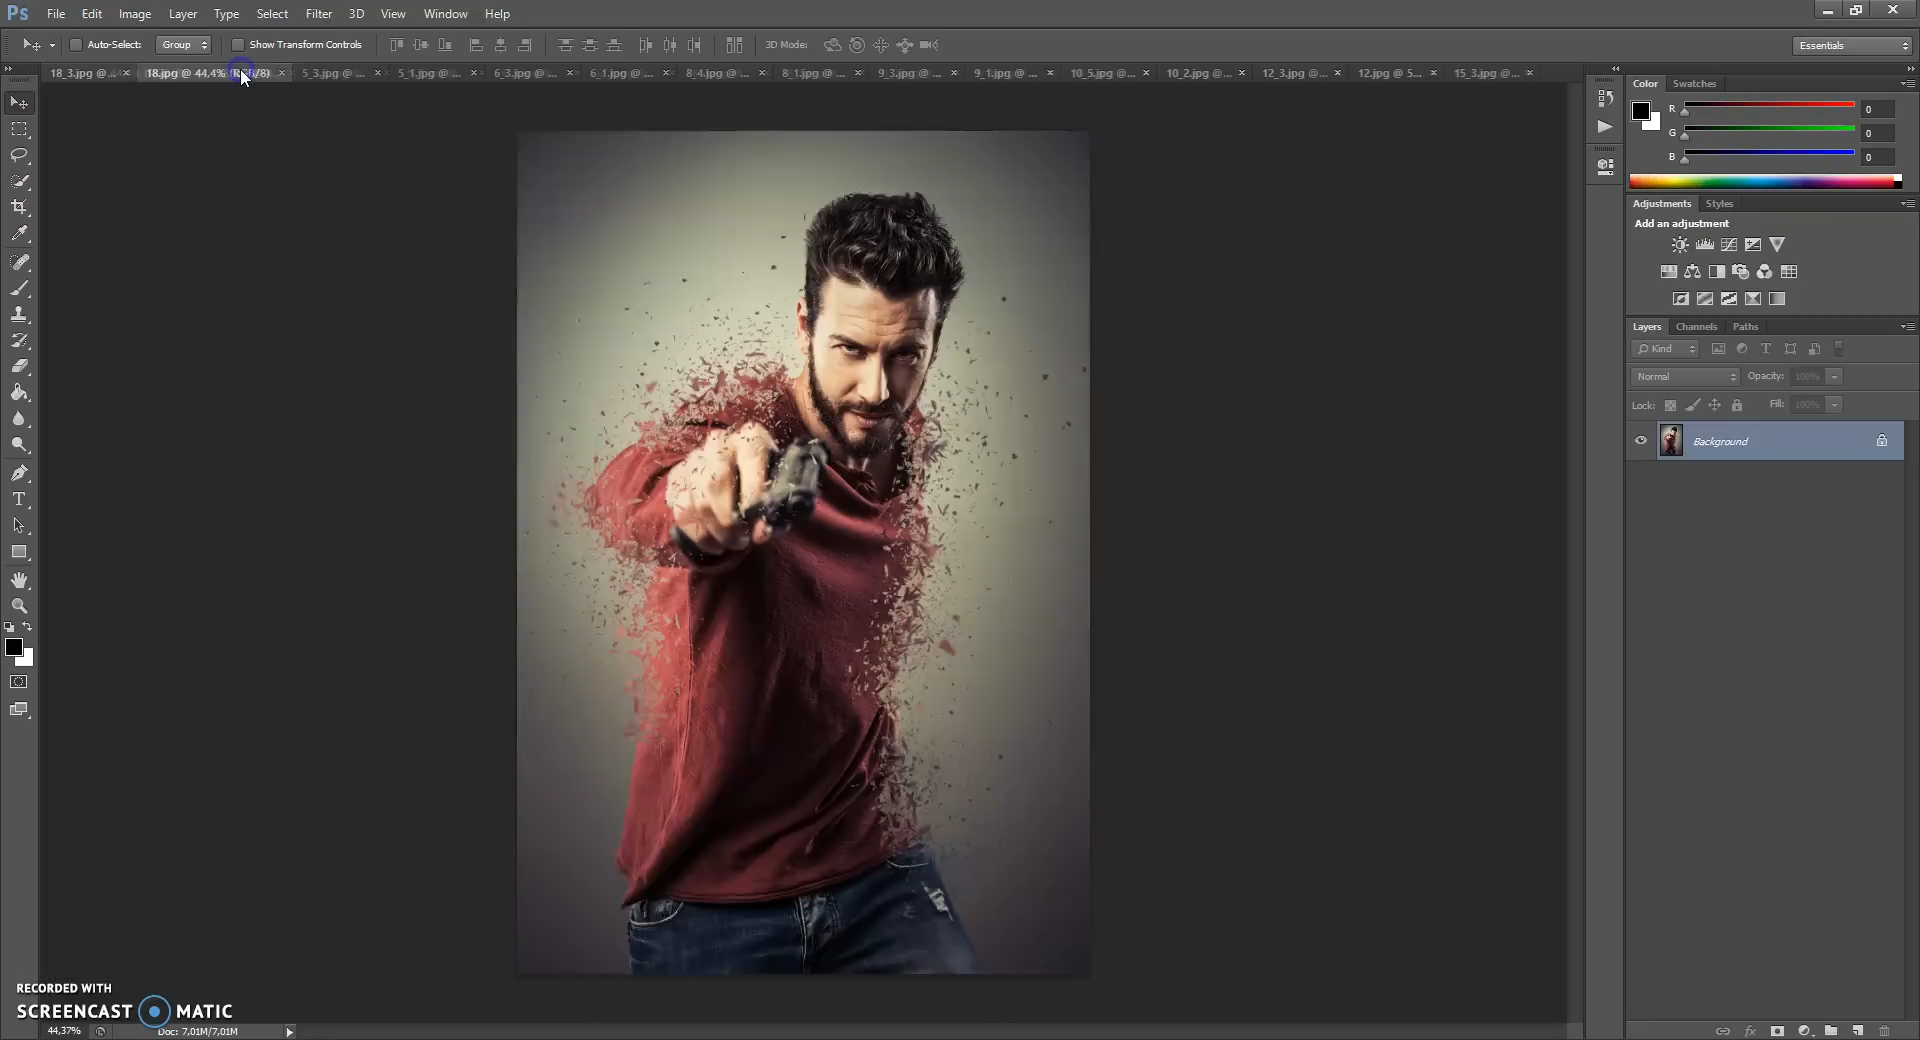 Ps File Edit Image Layer Type Select Filter 3D View Window Help
Auto-Select: Group Show Transform Controls 3D Mode: Essentials
18_3.jpg @ 18.jpg @ 44,4% (RGB/8) 5_3.jpg @ ... 5_1.jpg @ ... 6_3.jpg @ ... 6_1.jpg @ ... 8_4.jpg @ ... 8_1.jpg @ ... 9_3.jpg @ ... 9_1.jpg @ ... 10_5.jpg @... 10_2.jpg @... 12_3.jpg @... 12.jpg @ 5... 15_3.jpg @...
Color Swatches
R 0
G 0
B 0
Adjustments Styles
Add an adjustment
Layers Channels Paths
Kind
Normal Opacity: 100%
Lock: Fill: 100%
Background
RECORDED WITH
SCREENCAST MATIC
44,37% Doc: 7,01M/7,01M